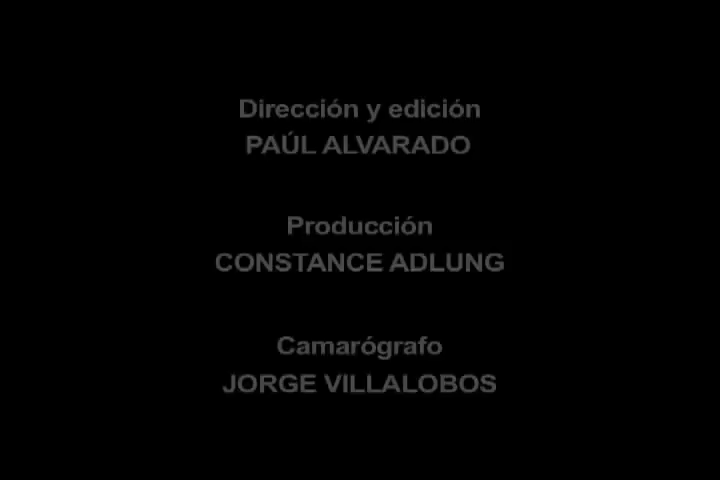 Dirección y edición
PAÚL ALVARADO
Producción
CONSTANCE ADLUNG
Camarógrafo
JORGE VILLALOBOS